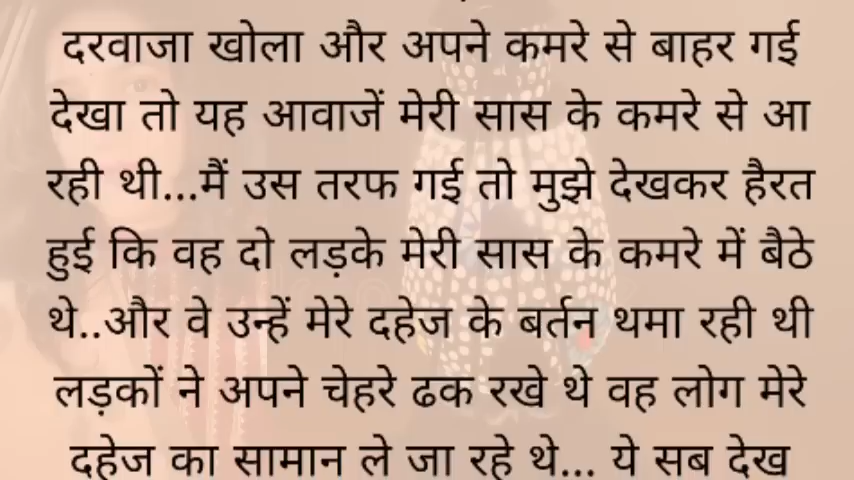 दरवाजा खोला और अपने कमरे से बाहर गई
देखा तो यह आवाजें मेरी सास के कमरे से आ
रही थी...मैं उस तरफ गई तो मुझे देखकर हैरत
हुई कि वह दो लड़के मेरी सास के कमरे में बैठे
थे..और वे उन्हें मेरे दहेज के बर्तन थमा रही थी
लड़कों ने अपने चेहरे ढक रखे थे वह लोग मेरे
दहेज का सामान ले जा रहे थे... ये सब देख